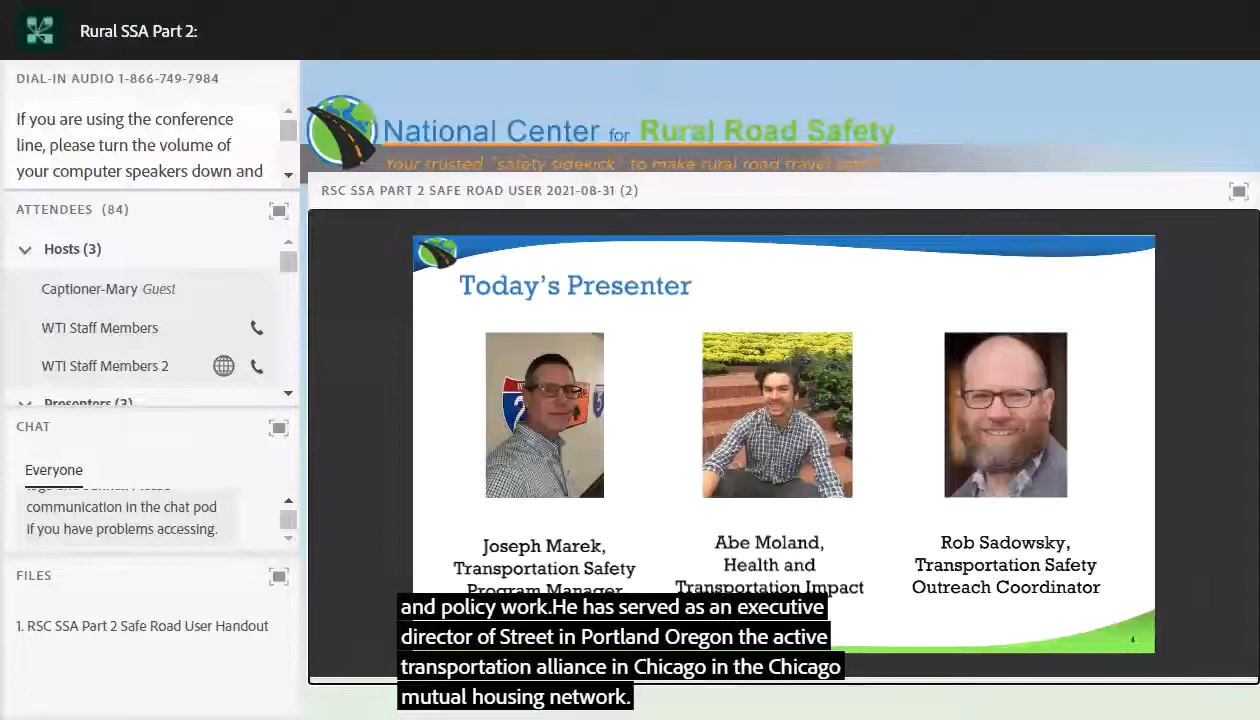 Rural SSA Part 2:
DIAL-IN AUDIO 1-866-749-7984
If you are using the conference
line, please turn the volume of
your computer speakers down and
ATTENDEES (84)
Hosts (3)
Captioner-Mary Guest
WTI Staff Members
WTI Staff Members 2
Presenters (3)
CHAT
Everyone
communication in the chat pod
if you have problems accessing.
FILES
1. RSC SSA Part 2 Safe Road User Handout
National Center for Rural Road Safety
Your trusted "safety sidekick" to make rural road travel safer!
RSC SSA PART 2 SAFE ROAD USER 2021-08-31 (2)
Today's Presenter
Joseph Marek,
Transportation Safety
Program Manager
Abe Moland,
Health and
Transportation Impact
Rob Sadowsky,
Transportation Safety
Outreach Coordinator
4
and policy work.He has served as an executive
director of Street in Portland Oregon the active
transportation alliance in Chicago in the Chicago
mutual housing network.